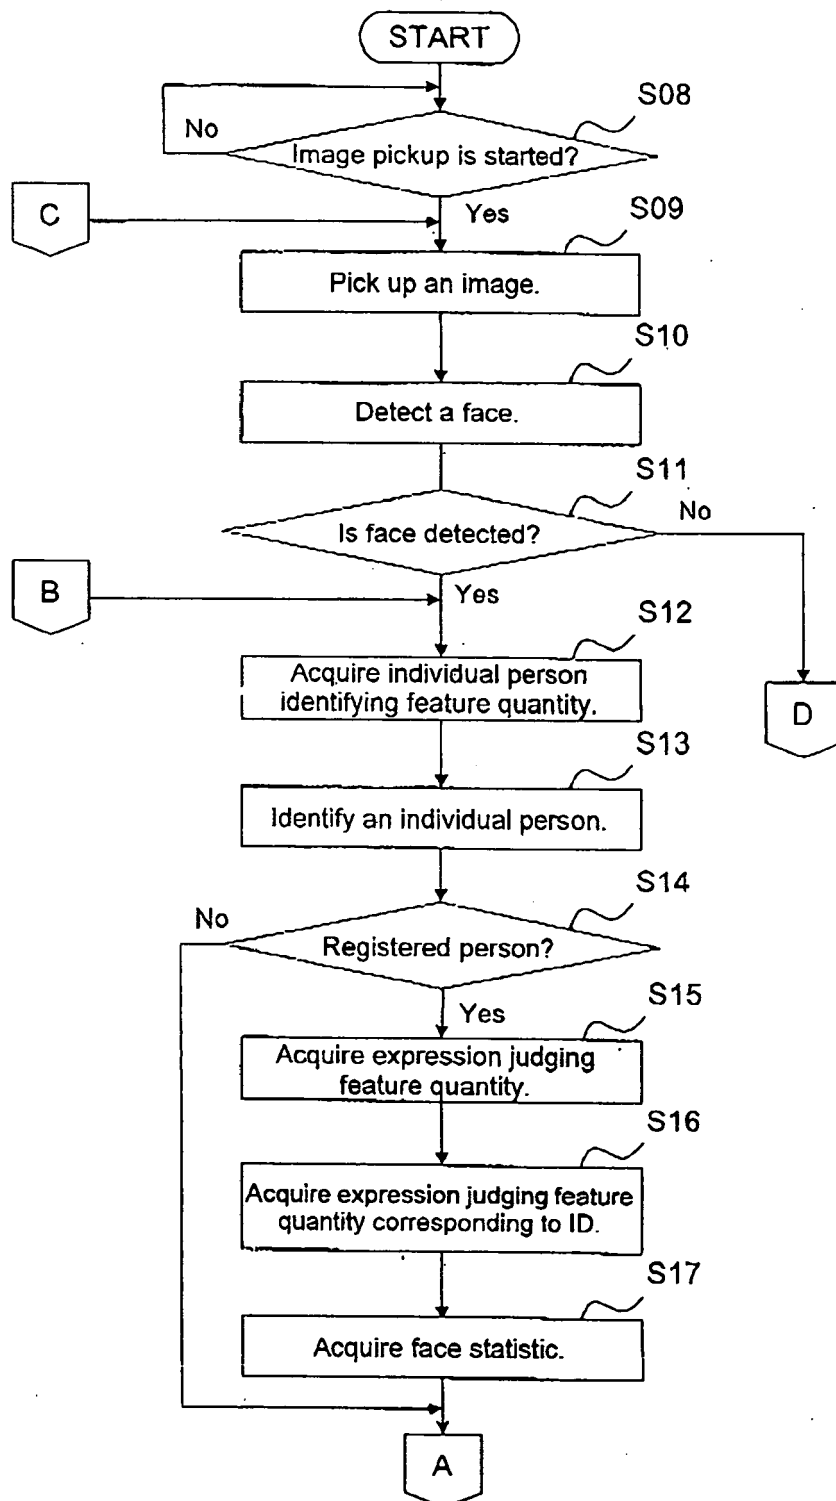 START
S08
No
Image pickup is started?
C
Yes
S09
Pick up an image.
S10
Detect a face.
S11
Is face detected?
No
B
Yes
S12
Acquire individual person
identifying feature quantity.
D
S13
Identify an individual person.
S14
No
Registered person?
Yes
S15
Acquire expression judging
feature quantity.
S16
Acquire expression judging feature
quantity corresponding to ID.
S17
Acquire face statistic.
A